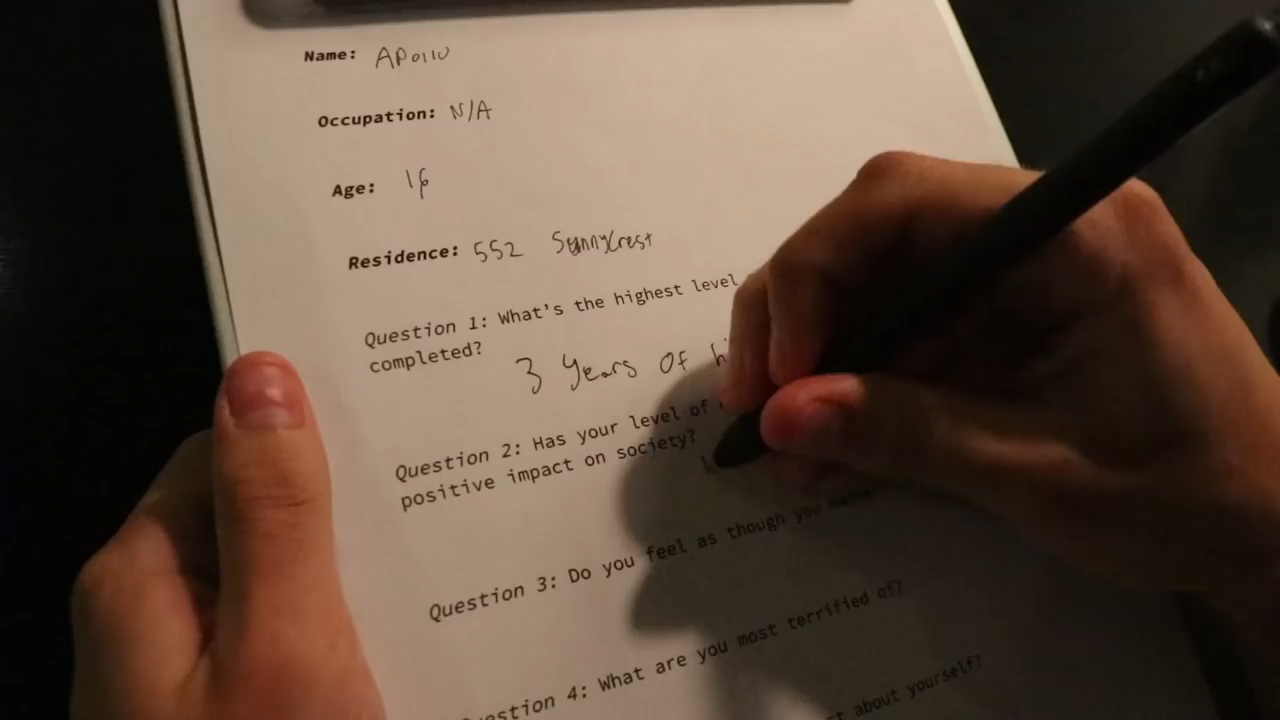 Name: Apollo
Occupation: N/A
Age: 16
Residence: 552 SunnyCrest
Question 1: What's the highest level
completed?
3 Years Of
Question 2: Has your level of
positive impact on society?
Question 3: Do you feel as though you
Question 4: What are you most terrified of?
about yourself?